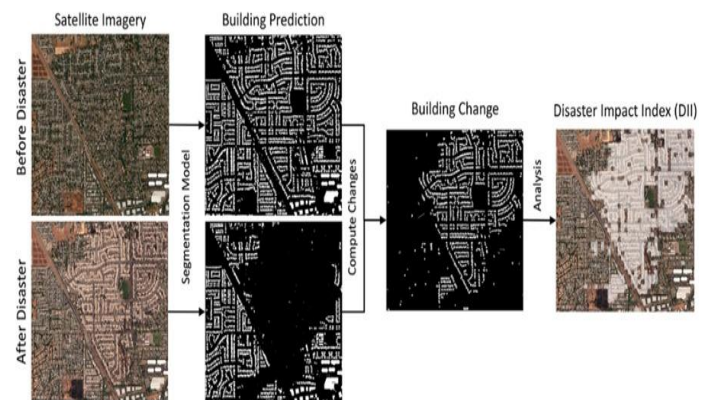 Satellite Imagery
Building Prediction
Before Disaster
After Disaster
Segmentation Model
Compute Changes
Building Change
Analysis
Disaster Impact Index (DII)